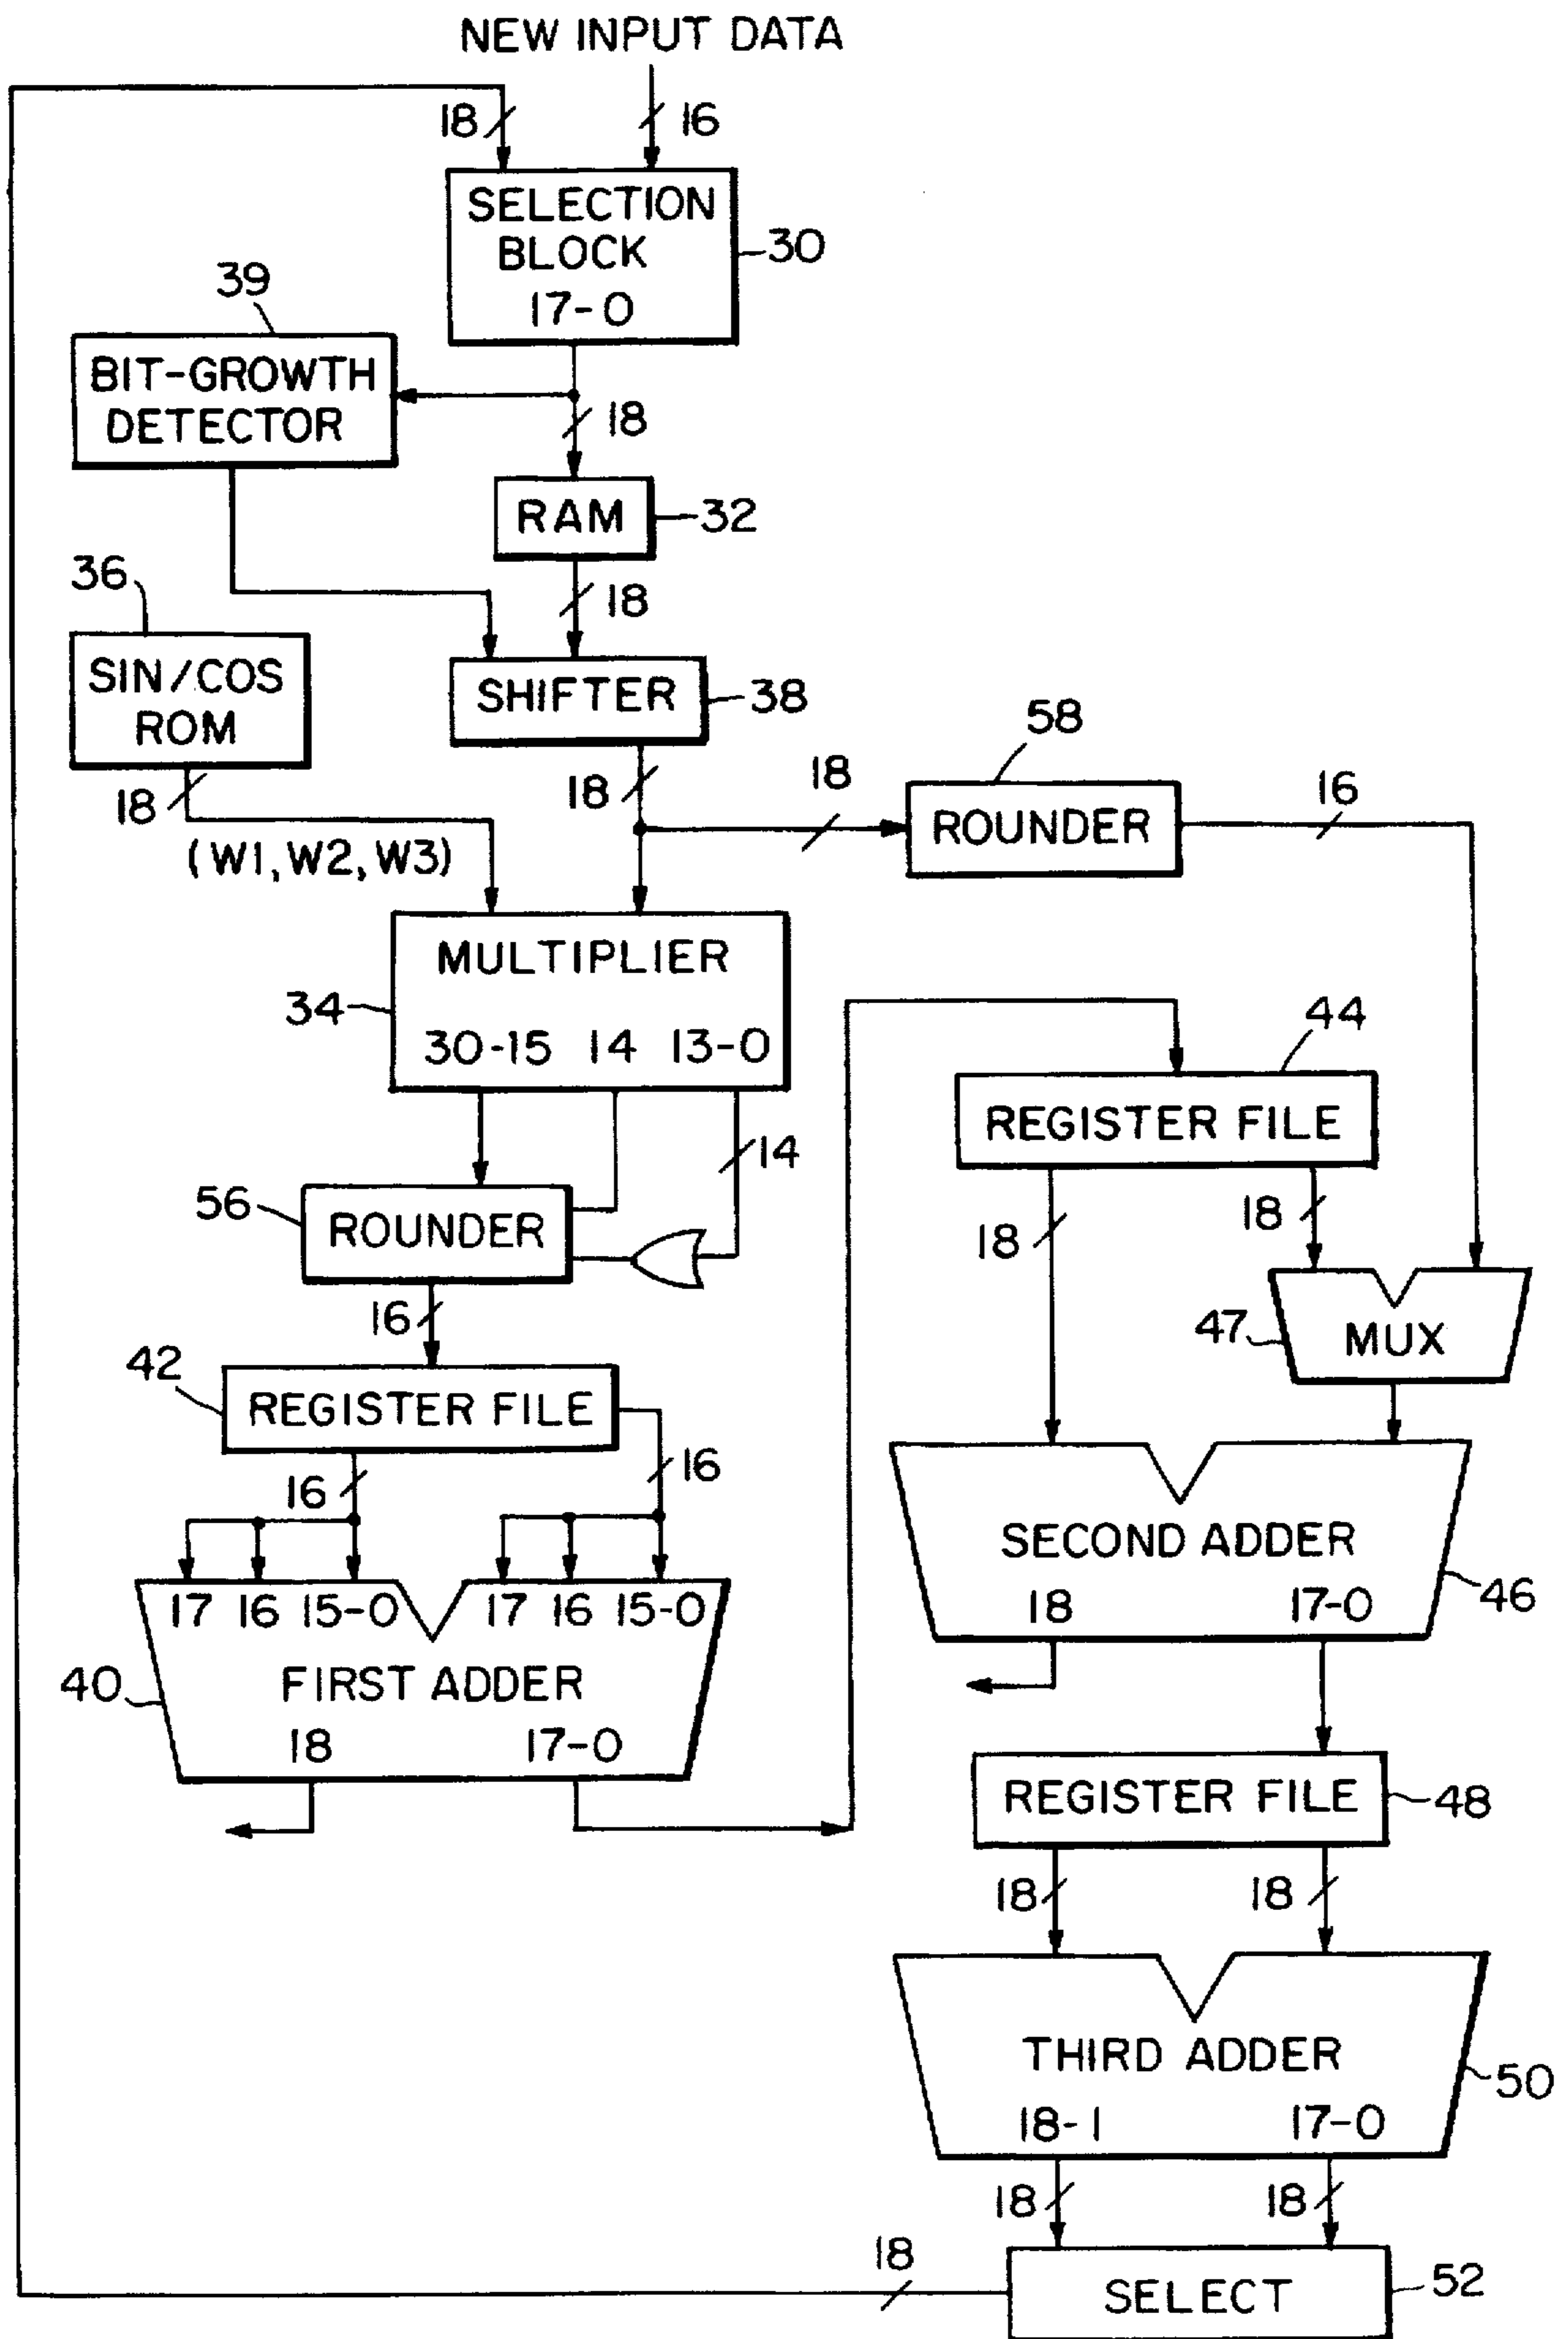 NEW INPUT DATA
18
16
SELECTION
BLOCK
17-0
30
39
BIT-GROWTH
DETECTOR
18
RAM
32
36
18
SIN/COS
ROM
SHIFTER
38
58
18
18
18
ROUNDER
16
(W1, W2, W3)
MULTIPLIER
34
30-15 14 13-0
44
REGISTER FILE
14
56
ROUNDER
18
18
16
47
MUX
42
REGISTER FILE
16
16
SECOND ADDER
17 16 15-0 17 16 15-0
18 17-0
46
40
FIRST ADDER
18 17-0
REGISTER FILE
48
18
18
THIRD ADDER
50
18-1 17-0
18
18
18
SELECT
52